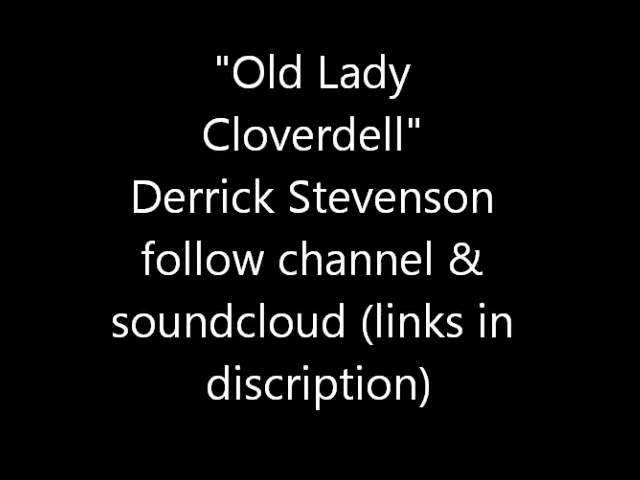 "Old Lady
Cloverdell"
Derrick Stevenson
follow channel &
soundcloud (links in
discription)